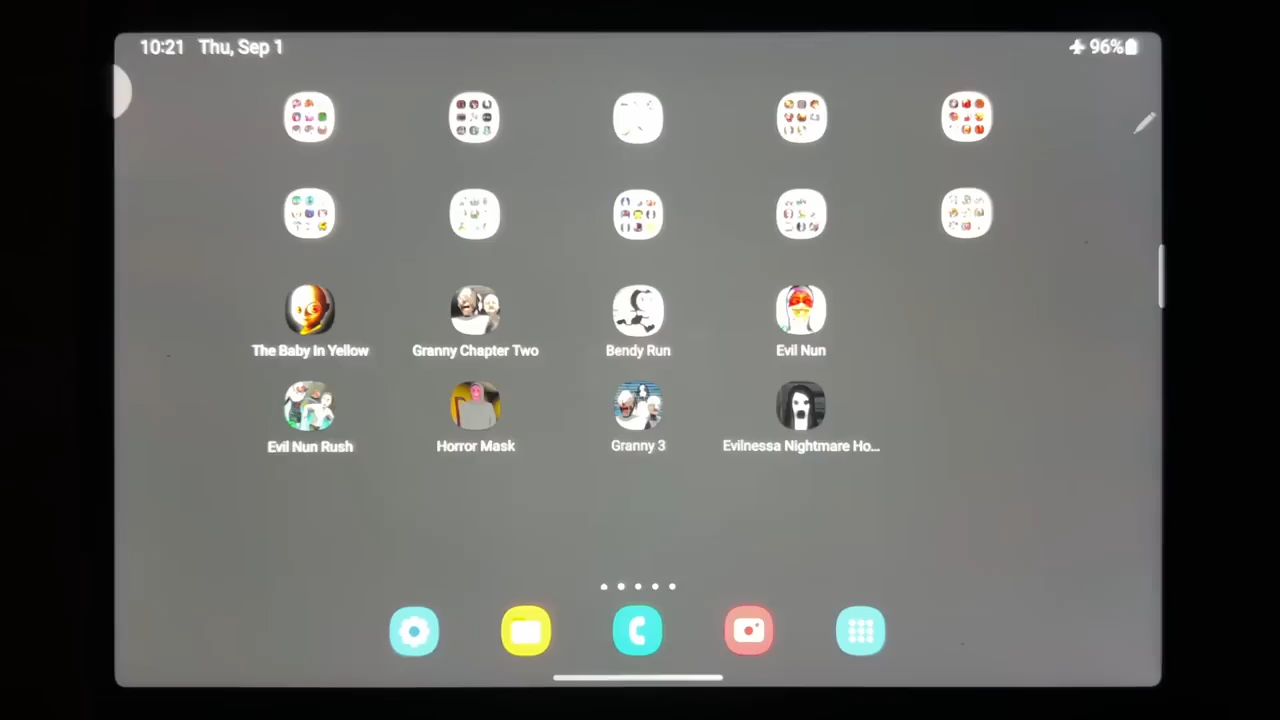 10:21 Thu, Sep 1
96%
The Baby In Yellow
Granny Chapter Two
Bendy Run
Evil Nun
Evil Nun Rush
Horror Mask
Granny 3
Evilnessa Nightmare Ho...